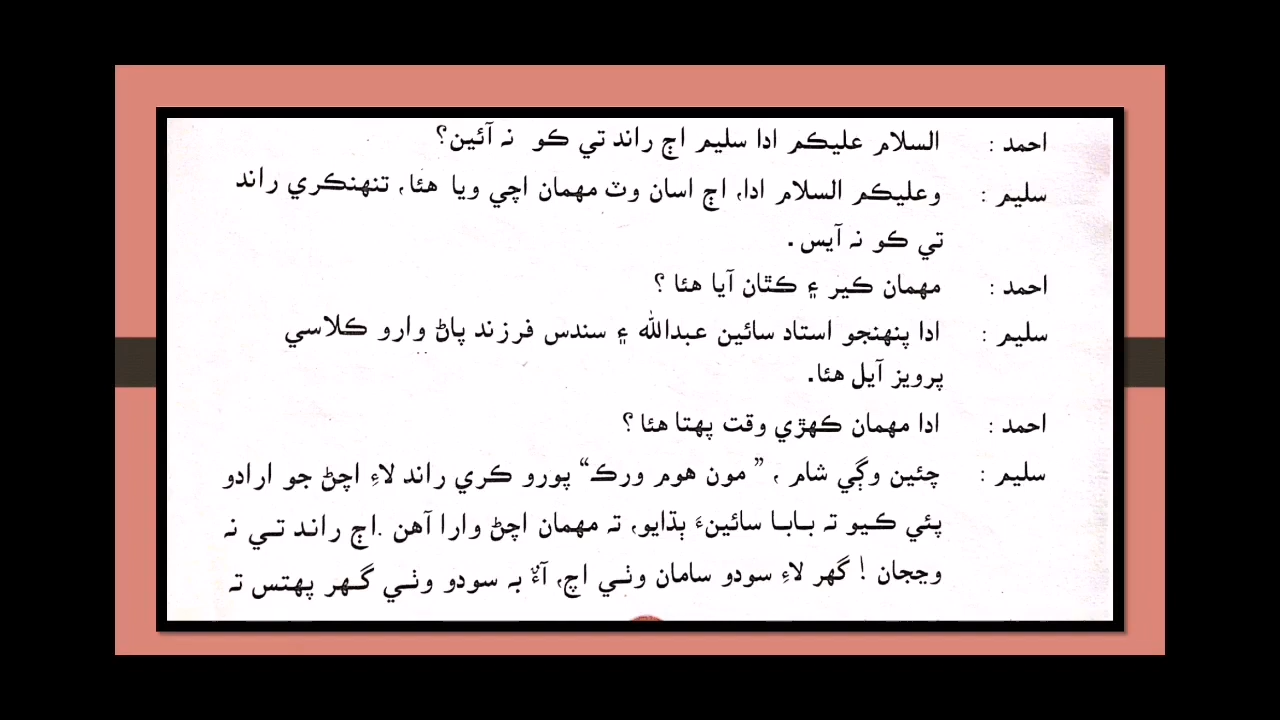 احمد : السلام عليڪم ادا سليم اڄ راند تي ڪو نہ آئين؟
سليم : وعليڪم السلام ادا، اڄ اسان وٽ مهمان اچي ويا هئا، تنهنڪري راند
تي ڪو نہ آيس.
احمد : مهمان ڪير ۽ ڪٿان آيا هئا ؟
سليم : ادا پنهنجو استاد سائين عبدالله ۽ سندس فرزند پاڻ وارو ڪلاسي
پرويز آيل هئا.
احمد : ادا مهمان ڪهڙي وقت پهتا هئا ؟
سليم : چئين وڳي شام ، ”مون هوم ورڪ“ پورو ڪري راند لاءِ اچڻ جو ارادو
پئي ڪيو تہ بابا سائينءَ ٻڌايو، تہ مهمان اچڻ وارا آهن .اڄ راند تي نہ
وڃجان ! گهر لاءِ سودو سامان وٺي اچ، آءٌ بہ سودو وٺي گهر پهتس تہ